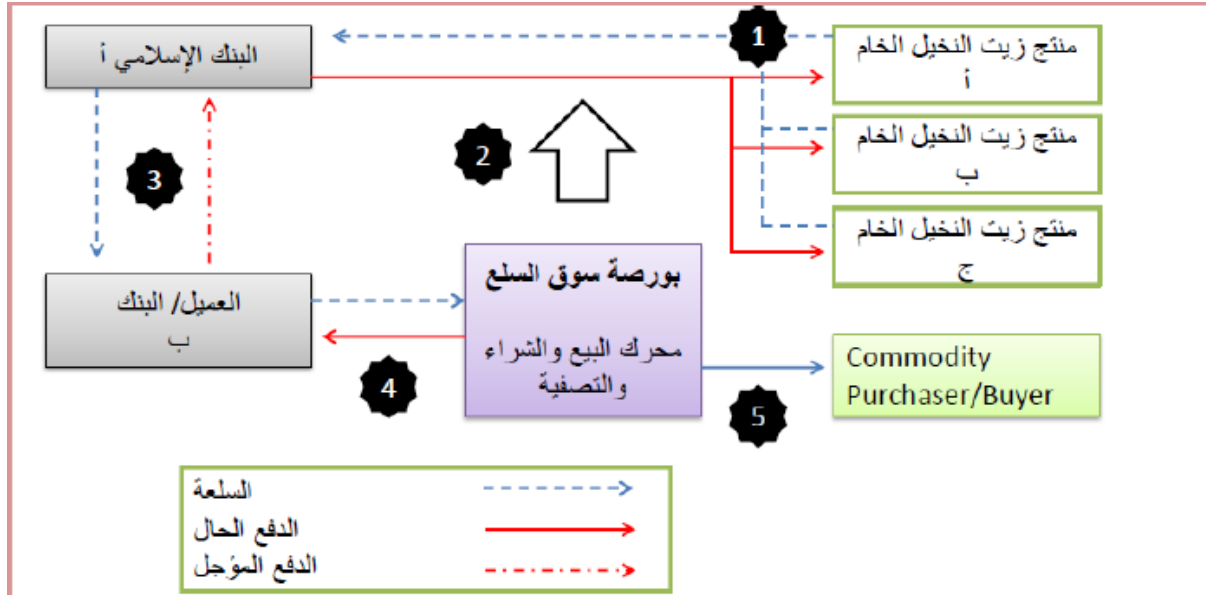 البنك الإسلامي أ
1
منتج زيت النخيل الخام
أ
2
منتج زيت النخيل الخام
ب
3
منتج زيت النخيل الخام
ج
العميل/ البنك
ب
بورصة سوق السلع
محرك البيع والشراء
والتصفية
4
5
Commodity
Purchaser/Buyer
السلعة
الدفع الحال
الدفع المؤجل